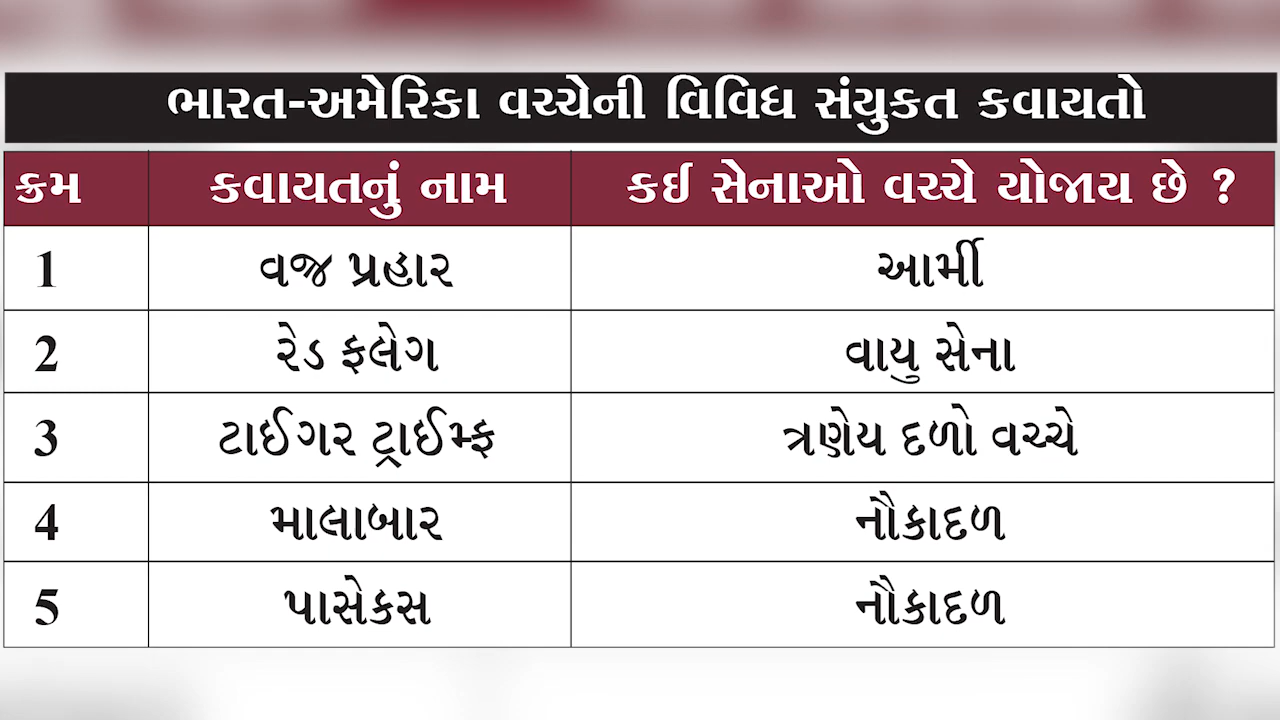 ભારત-અમેરિકા વચ્ચેની વિવિધ સંયુકત કવાયતો
ક્રમ કવાયતનું નામ કઈ સેનાઓ વચ્ચે યોજાય છે ?
1 વજ્ર પ્રહાર આર્મી
2 રેડ ફલેગ વાયુ સેના
3 ટાઈગર ટ્રાઈમ્ફ ત્રણેય દળો વચ્ચે
4 માલાબાર નૌકાદળ
5 પાસેકસ નૌકાદળ